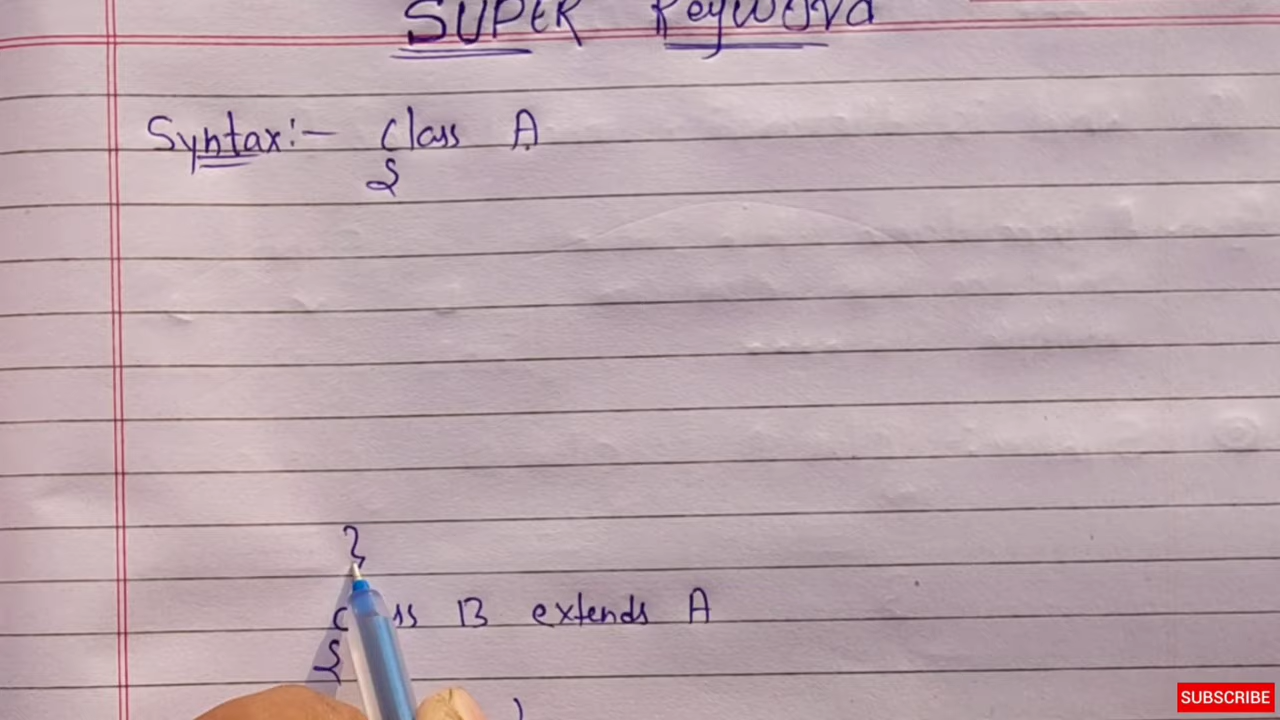 SUPER Keyword
Syntax:- Class A
{
}
class B extends A
{
SUBSCRIBE